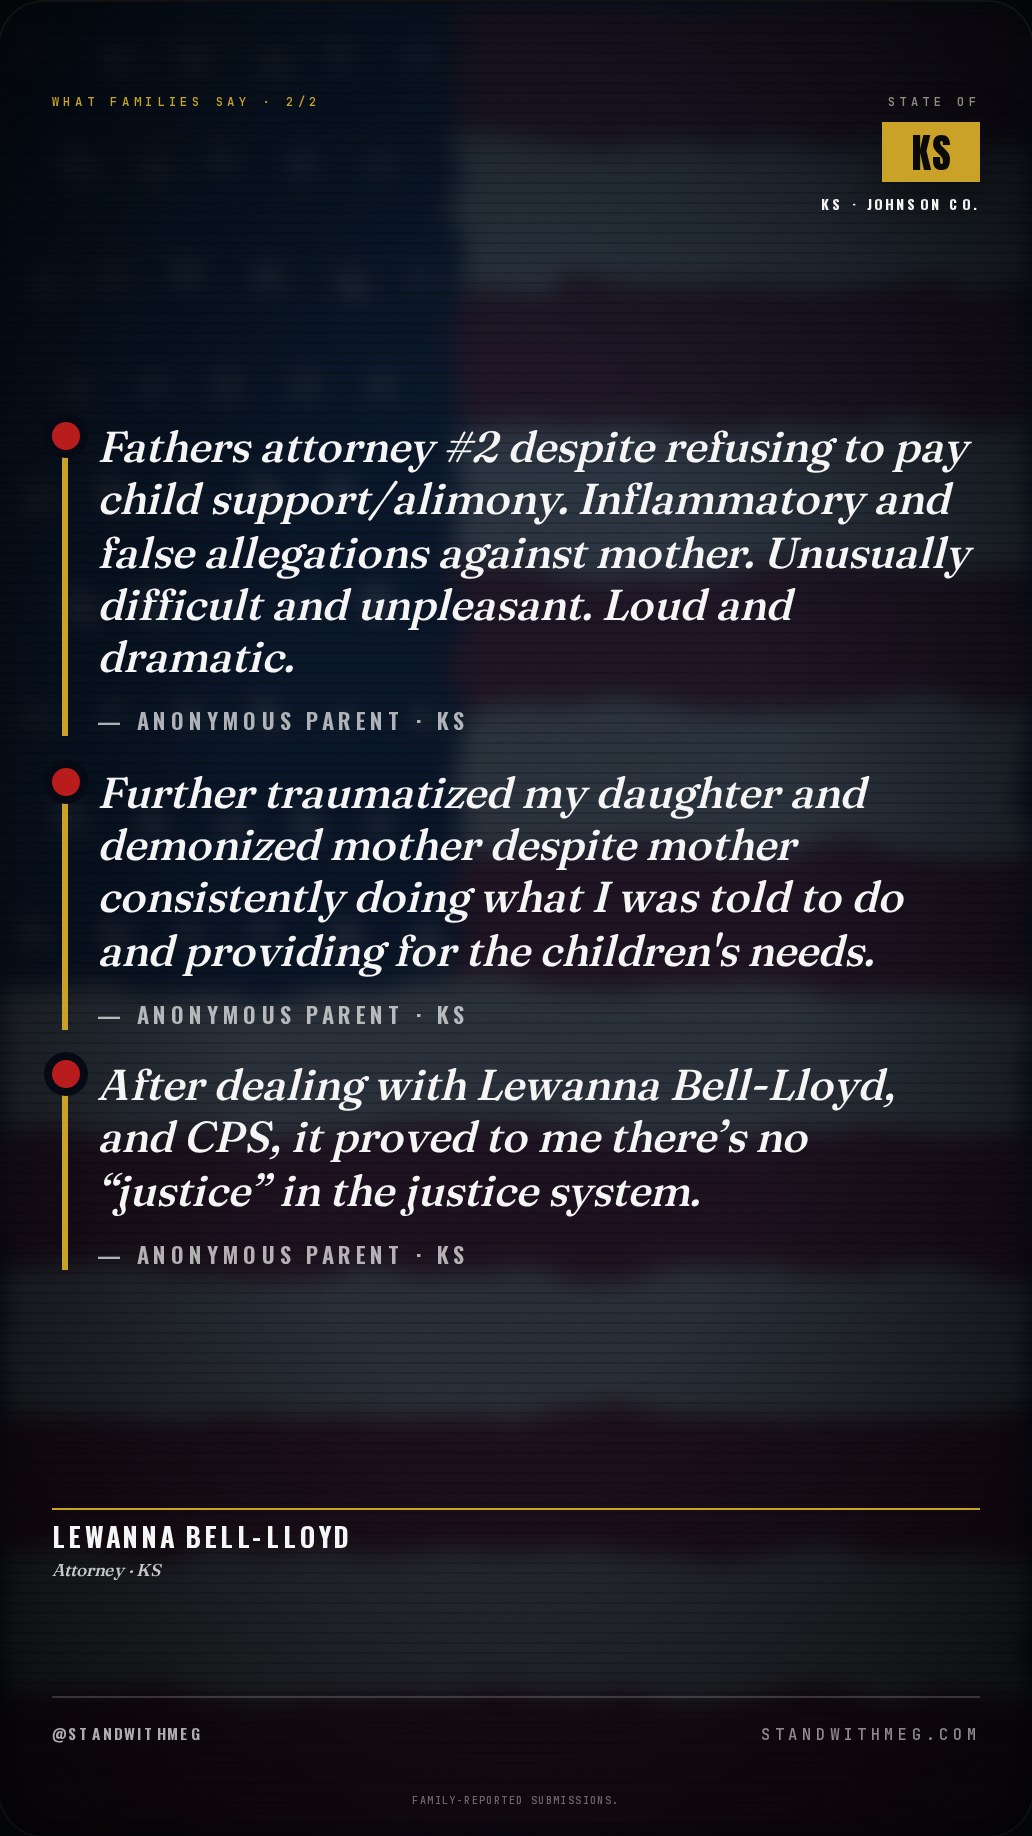 WHAT FAMILIES SAY · 2/2
STATE OF
KS
KS · JOHNSON CO.
Fathers attorney #2 despite refusing to pay
child support/alimony. Inflammatory and
false allegations against mother. Unusually
difficult and unpleasant. Loud and
dramatic.
— ANONYMOUS PARENT · KS
Further traumatized my daughter and
demonized mother despite mother
consistently doing what I was told to do
and providing for the children's needs.
— ANONYMOUS PARENT · KS
After dealing with Lewanna Bell-Lloyd,
and CPS, it proved to me there’s no
“justice” in the justice system.
— ANONYMOUS PARENT · KS
LEWANNA BELL-LLOYD
Attorney · KS
@STANDWITHMEG
STANDWITHMEG.COM
FAMILY-REPORTED SUBMISSIONS.